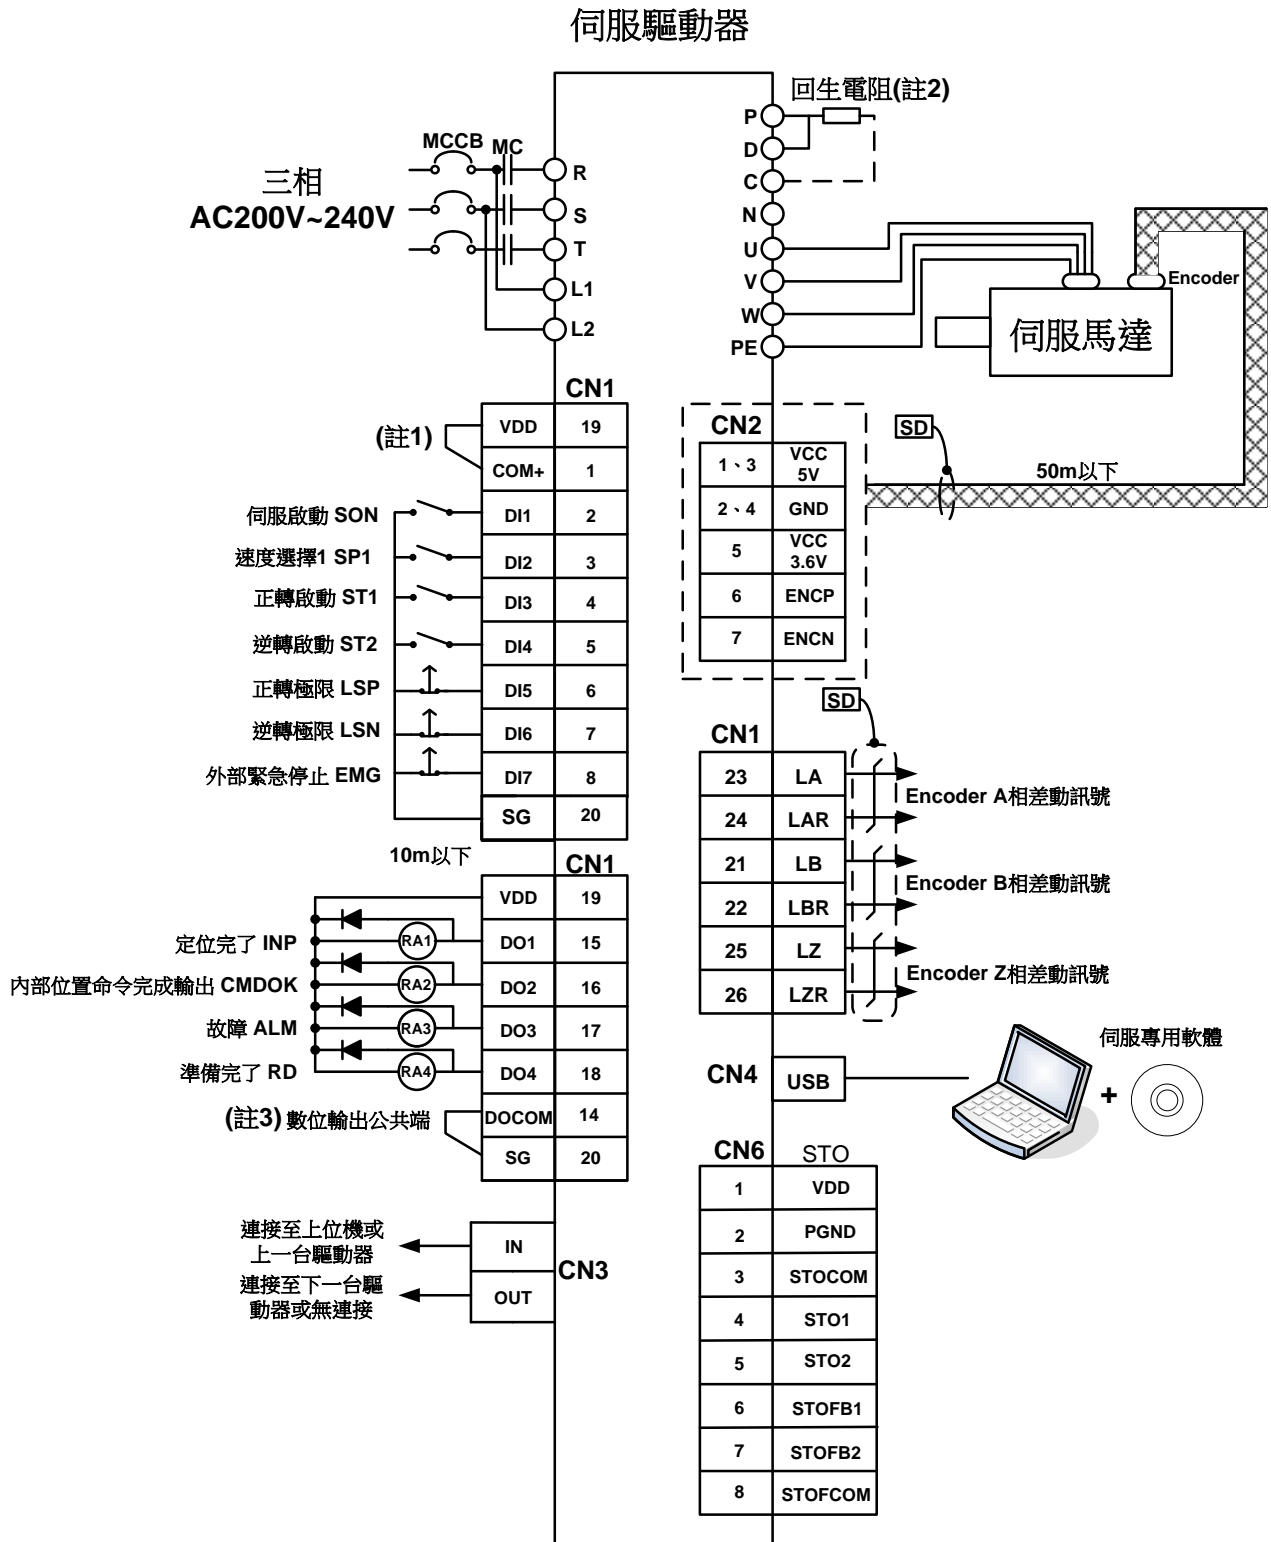 伺服驅動器
回生電阻(註2)
P
D
C
N
U
V
W
PE
MCCB MC
三相
AC200V~240V
R
S
T
L1
L2
Encoder
伺服馬達
SD
50m以下
CN1
(註1)
VDD 19
COM+ 1
伺服啟動 SON DI1 2
速度選擇1 SP1 DI2 3
正轉啟動 ST1 DI3 4
逆轉啟動 ST2 DI4 5
正轉極限 LSP DI5 6
逆轉極限 LSN DI6 7
外部緊急停止 EMG DI7 8
SG 20
10m以下
CN2
1、3 VCC 5V
2、4 GND
5 VCC 3.6V
6 ENCP
7 ENCN
SD
CN1
23 LA
24 LAR
Encoder A相差動訊號
21 LB
22 LBR
Encoder B相差動訊號
25 LZ
26 LZR
Encoder Z相差動訊號
CN1
VDD 19
定位完了 INP RA1 DO1 15
內部位置命令完成輸出 CMDOK RA2 DO2 16
故障 ALM RA3 DO3 17
準備完了 RD RA4 DO4 18
(註3) 數位輸出公共端 DOCOM 14
SG 20
CN4 USB
伺服專用軟體
+
連接至上位機或
上一台驅動器
IN
連接至下一台驅
動器或無連接
OUT
CN3
CN6 STO
1 VDD
2 PGND
3 STOCOM
4 STO1
5 STO2
6 STOFB1
7 STOFB2
8 STOFCOM